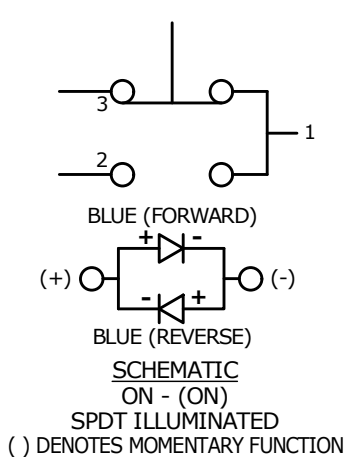 3
1
2
BLUE (FORWARD)
+ -
(+) (-)
- +
BLUE (REVERSE)
SCHEMATIC
ON - (ON)
SPDT ILLUMINATED
( ) DENOTES MOMENTARY FUNCTION